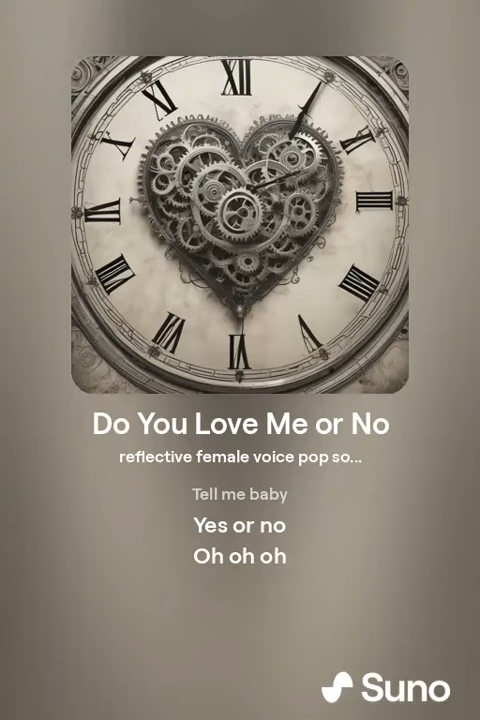 XII
Do You Love Me or No
reflective female voice pop so...
Tell me baby
Yes or no
Oh oh oh
Suno